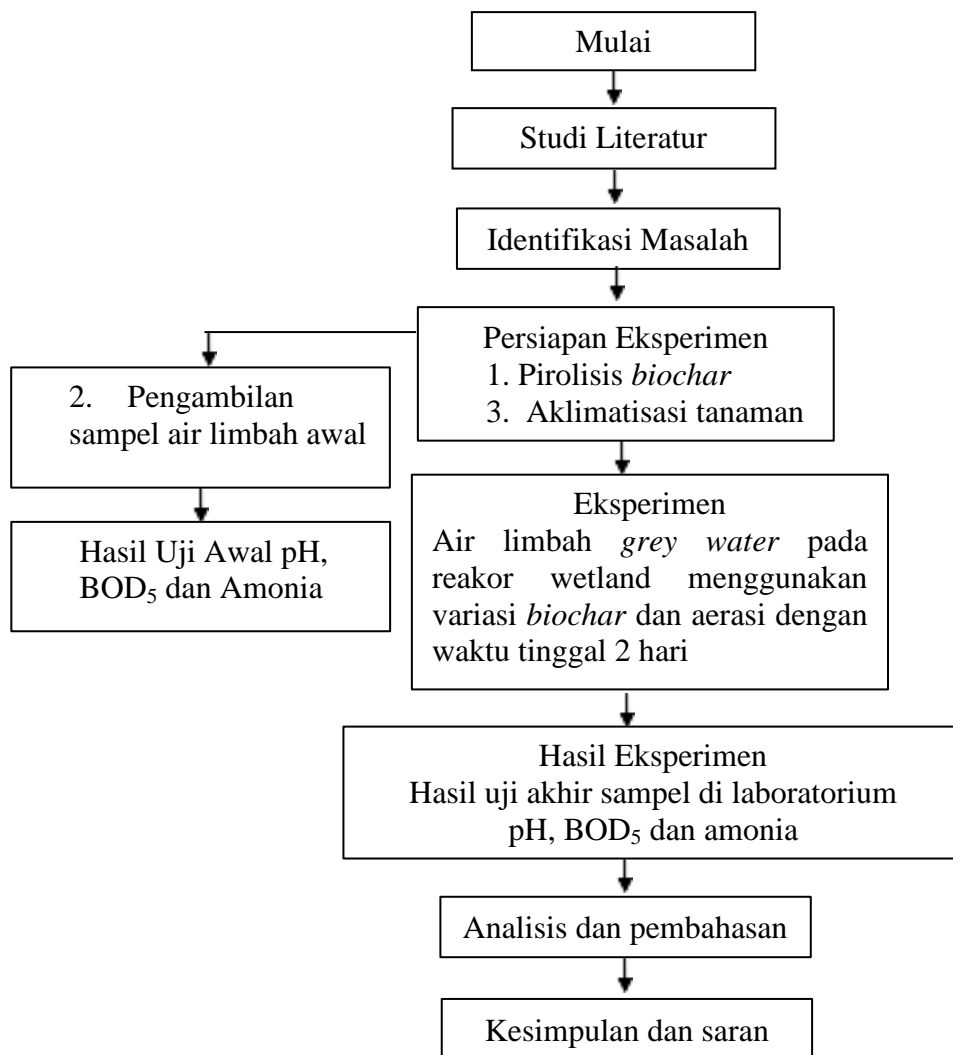 Mulai
Studi Literatur
Identifikasi Masalah
Persiapan Eksperimen
1. Pirolisis biochar
3. Aklimatisasi tanaman
2. Pengambilan
sampel air limbah awal
Hasil Uji Awal pH,
BOD₅ dan Amonia
Eksperimen
Air limbah grey water pada
reakor wetland menggunakan
variasi biochar dan aerasi dengan
waktu tinggal 2 hari
Hasil Eksperimen
Hasil uji akhir sampel di laboratorium
pH, BOD₅ dan amonia
Analisis dan pembahasan
Kesimpulan dan saran